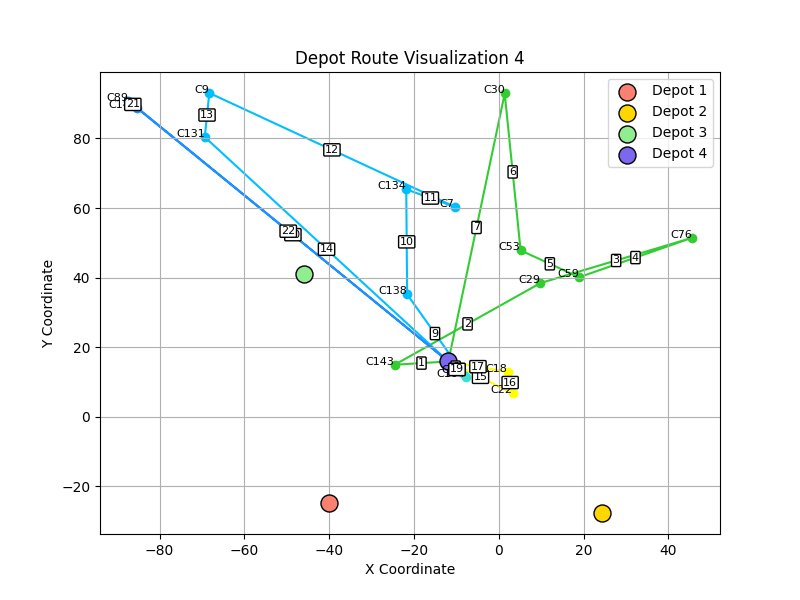 Depot Route Visualization 4
Depot 1
Depot 2
Depot 3
Depot 4
C89
21
C9
C30
13
C131
12
6
C134
11
C7
7
22
10
14
C53
C76
5
3
4
C59
C29
C138
9
2
C143
1
19
17
C18
15
16
C22
80
60
40
20
0
−20
−80
−60
−40
−20
0
20
40
X Coordinate
Y Coordinate